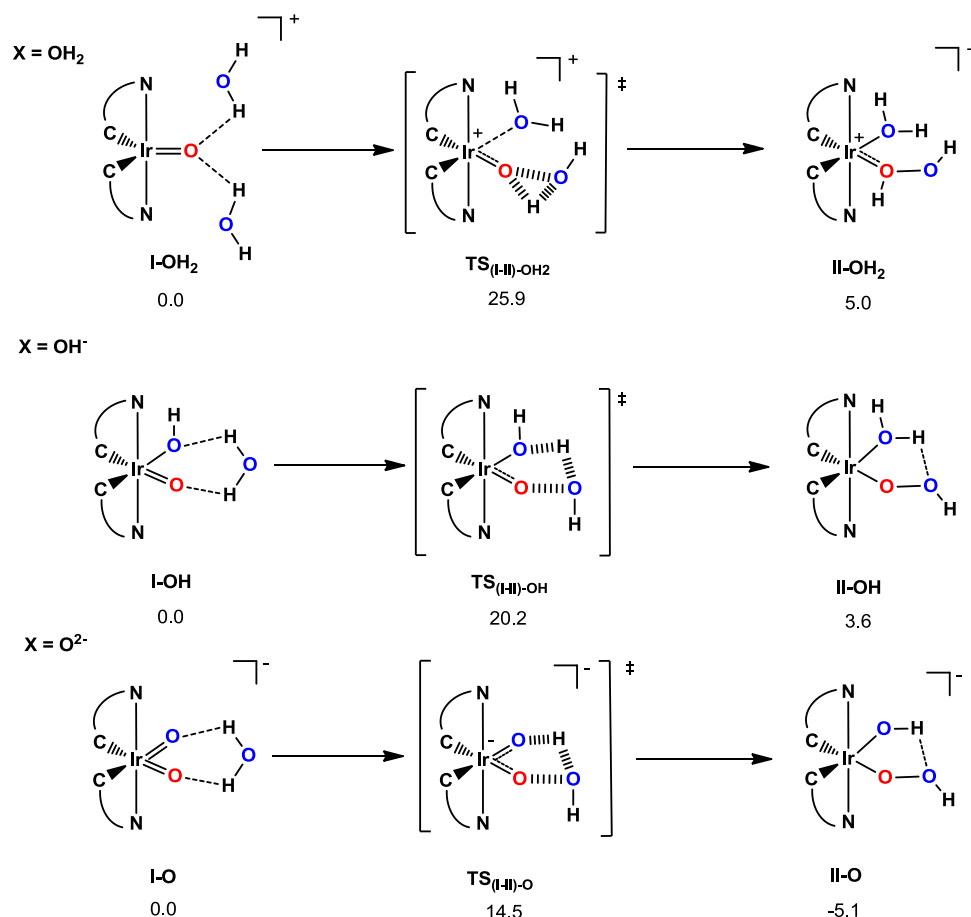 X = OH₂
H
O
H
+
N
C
Ir
O
C
N
H
O
H
I-OH₂
0.0
+
‡
N
H
O H
C
Ir
+
O
C
H
O
H
N
TS(I-II)-OH2
25.9
N
H
O
H
C
Ir
+
O
C
H
O
H
N
II-OH₂
5.0
X = OH⁻
N
H
O
H
C
Ir
O
O
H
C
N
I-OH
0.0
‡
N
H
O
H
C
Ir
O
O
H
C
N
TS(I-II)-OH
20.2
N
H
O
H
C
Ir
O
O
H
C
N
II-OH
3.6
X = O²⁻
-
N
O
H
C
Ir
O
O
H
C
N
I-O
0.0
-
‡
N
O
H
C
Ir
-
O
O
H
C
N
TS(I-II)-O
14.5
-
N
O
H
C
Ir
O
O
H
C
N
II-O
-5.1